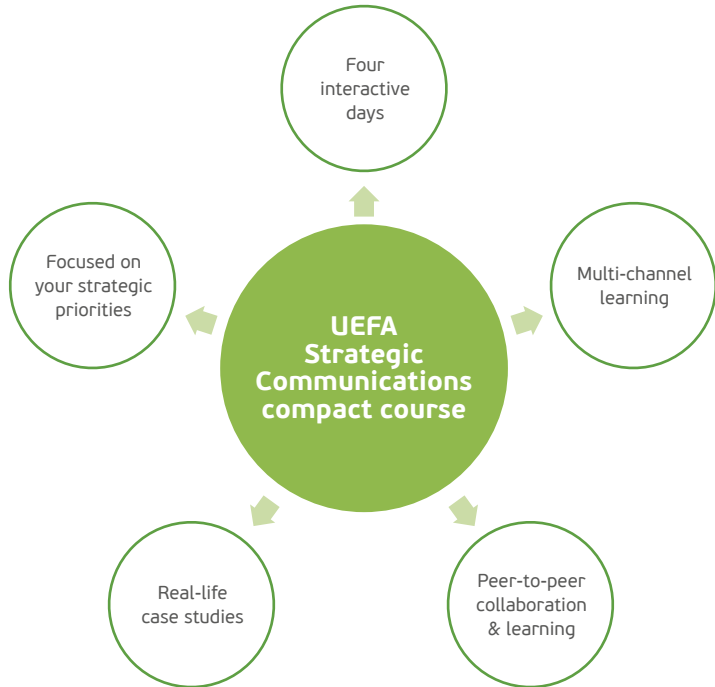 Four
interactive
days
Focused on
your strategic
priorities
Multi-channel
learning
UEFA
Strategic
Communications
compact course
Real-life
case studies
Peer-to-peer
collaboration
& learning